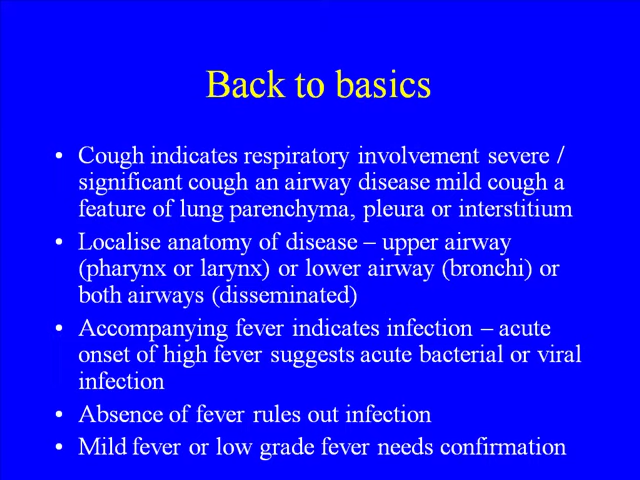 Back to basics
• Cough indicates respiratory involvement severe /
significant cough an airway disease mild cough a
feature of lung parenchyma, pleura or interstitium
• Localise anatomy of disease – upper airway
(pharynx or larynx) or lower airway (bronchi) or
both airways (disseminated)
• Accompanying fever indicates infection – acute
onset of high fever suggests acute bacterial or viral
infection
• Absence of fever rules out infection
• Mild fever or low grade fever needs confirmation